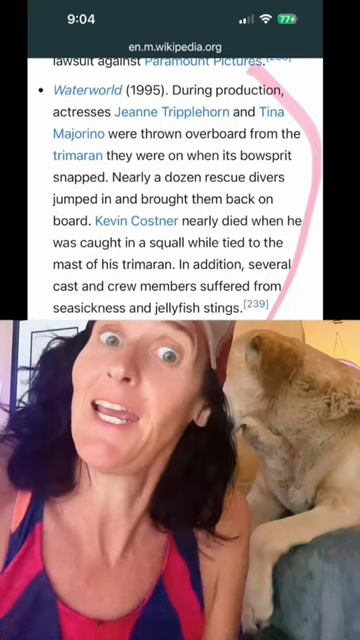 9:04
77
en.m.wikipedia.org
lawsuit against Paramount Pictures.[238]
• Waterworld (1995). During production,
actresses Jeanne Tripplehorn and Tina
Majorino were thrown overboard from the
trimaran they were on when its bowsprit
snapped. Nearly a dozen rescue divers
jumped in and brought them back on
board. Kevin Costner nearly died when he
was caught in a squall while tied to the
mast of his trimaran. In addition, several
cast and crew members suffered from
seasickness and jellyfish stings.[239]